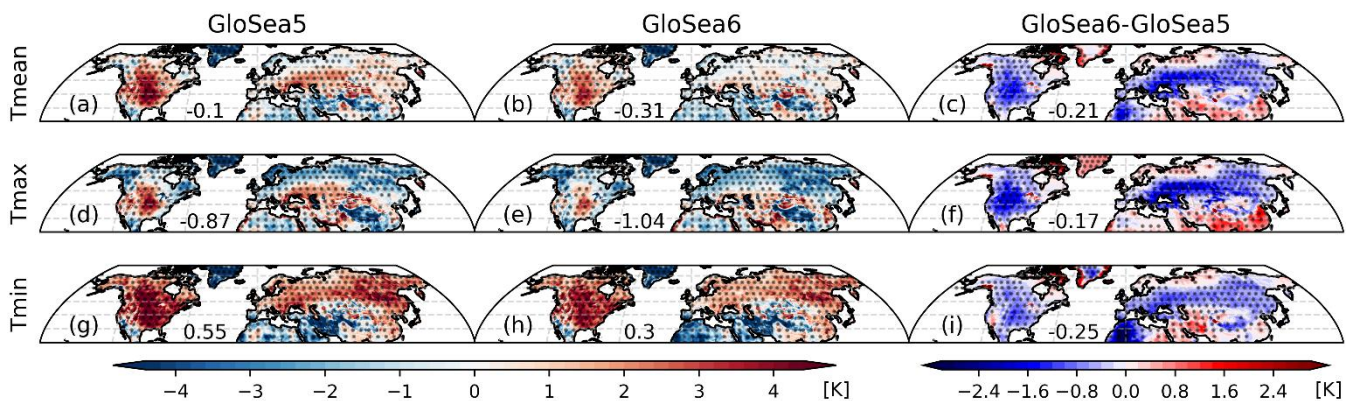 GloSea5 GloSea6 GloSea6-GloSea5
Tmean (a) -0.1 (b) -0.31 (c) -0.21
Tmax (d) -0.87 (e) -1.04 (f) -0.17
Tmin (g) 0.55 (h) 0.3 (i) -0.25
−4 −3 −2 −1 0 1 2 3 4 [K] −2.4 −1.6 −0.8 0.0 0.8 1.6 2.4 [K]